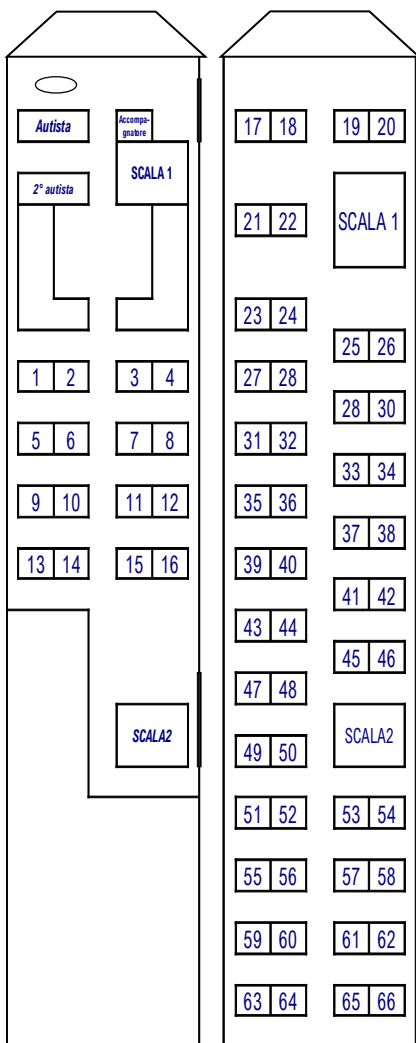 Autista
Accompa-
gnatore
SCALA 1
2° autista
1 2 3 4
5 6 7 8
9 10 11 12
13 14 15 16
SCALA2
17 18 19 20
SCALA 1
21 22
23 24
25 26
27 28
28 30
31 32
33 34
35 36
37 38
39 40
41 42
43 44
45 46
47 48
SCALA2
49 50
51 52 53 54
55 56 57 58
59 60 61 62
63 64 65 66